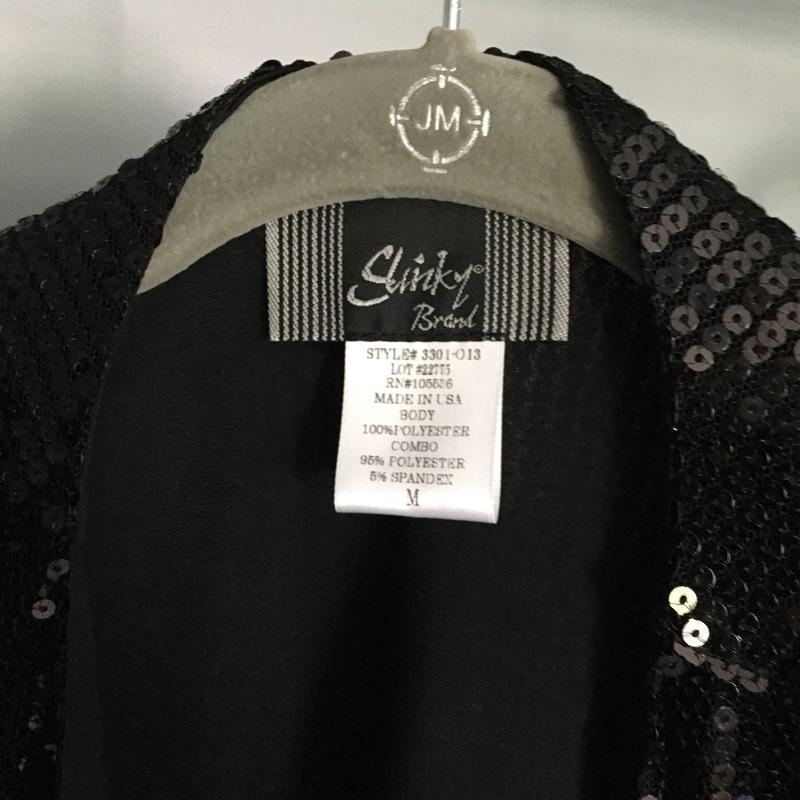 JM
Slinky©
Brand
STYLE# 3301-013
LOT #22775
RN#105536
MADE IN USA
BODY
100%POLYESTER
COMBO
95% POLYESTER
5% SPANDEX
M